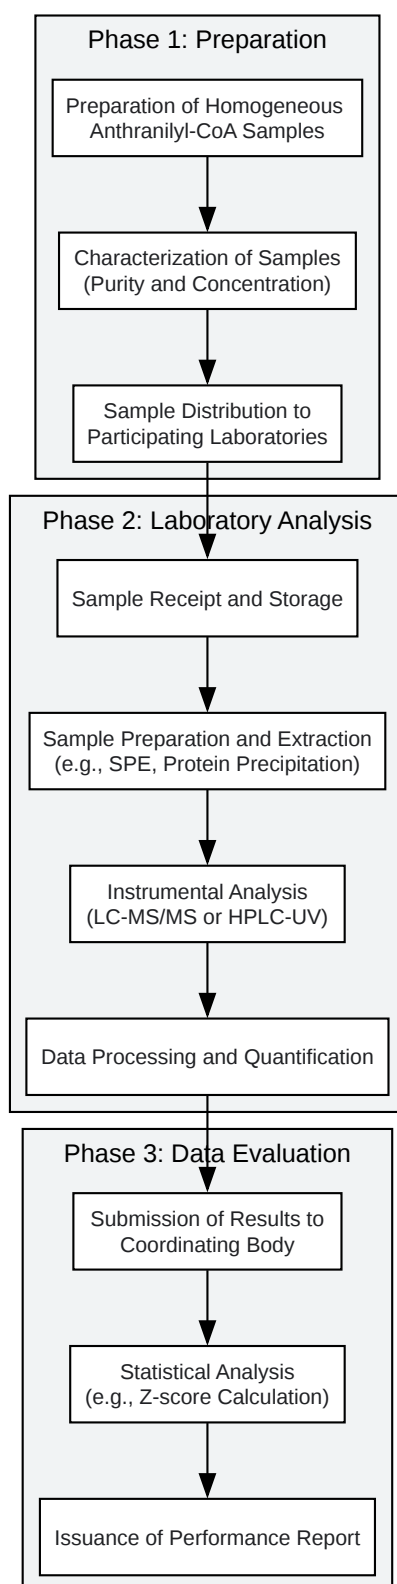 Phase 1: Preparation
Preparation of Homogeneous
Anthranilyl-CoA Samples
Characterization of Samples
(Purity and Concentration)
Sample Distribution to
Participating Laboratories
Phase 2: Laboratory Analysis
Sample Receipt and Storage
Sample Preparation and Extraction
(e.g., SPE, Protein Precipitation)
Instrumental Analysis
(LC-MS/MS or HPLC-UV)
Data Processing and Quantification
Phase 3: Data Evaluation
Submission of Results to
Coordinating Body
Statistical Analysis
(e.g., Z-score Calculation)
Issuance of Performance Report